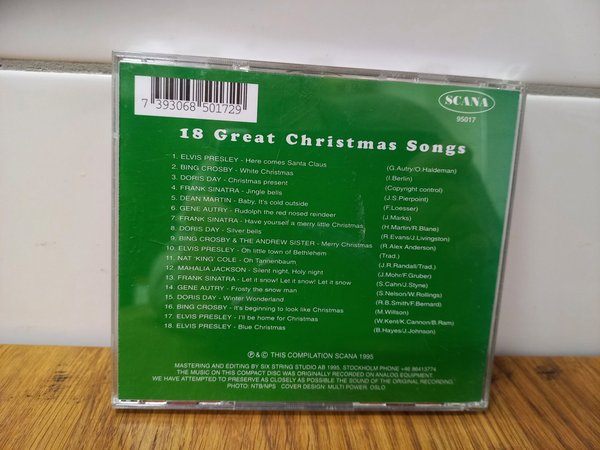 7 393068 501729
SCANA
95017
18 Great Christmas Songs
1. ELVIS PRESLEY - Here comes Santa Claus (G.Autry/O.Haldeman)
2. BING CROSBY - White Christmas (I.Berlin)
3. DORIS DAY - Christmas present (Copyright control)
4. FRANK SINATRA - Jingle bells (J.S.Pierpoint)
5. DEAN MARTIN - Baby, It's cold outside (F.Loesser)
6. GENE AUTRY - Rudolph the red nosed reindeer (J.Marks)
7. FRANK SINATRA - Have yourself a merry little Christmas (H.Martin/R.Blane)
8. DORIS DAY - Silver bells (R.Evans/J.Livingston)
9. BING CROSBY & THE ANDREW SISTER - Merry Christmas (R.Alex Anderson)
10. ELVIS PRESLEY - Oh little town of Bethlehem (Trad.)
11. NAT 'KING' COLE - Oh Tannenbaum (J.R.Randall/Trad.)
12. MAHALIA JACKSON - Silent night, Holy night (J.Mohr/F.Gruber)
13. FRANK SINATRA - Let it snow! Let it snow! Let it snow (S.Cahn/J.Styne)
14. GENE AUTRY - Frosty the snow man (S.Nelson/W.Rollings)
15. DORIS DAY - Winter Wonderland (R.B.Smith/F.Bernard)
16. BING CROSBY - it's beginning to look like Christmas (M.Willson)
17. ELVIS PRESLEY - I'll be home for Christmas (W.Kent/K.Cannon/B.Ram)
18. ELVIS PRESLEY - Blue Christmas (B.Hayes/J.Johnson)
℗ & © THIS COMPILATION SCANA 1995
MASTERING AND EDITING BY SIX STRING STUDIO AB 1995, STOCKHOLM PHONE +46 86413774
THE MUSIC ON THIS COMPACT DISC WAS ORIGINALLY RECORDED ON ANALOG EQUIPMENT.
WE HAVE ATTEMPTED TO PRESERVE AS CLOSELY AS POSSIBLE THE SOUND OF THE ORIGINAL RECORDING.
PHOTO: NTB/NPS COVER DESIGN: MULTI POWER, OSLO.